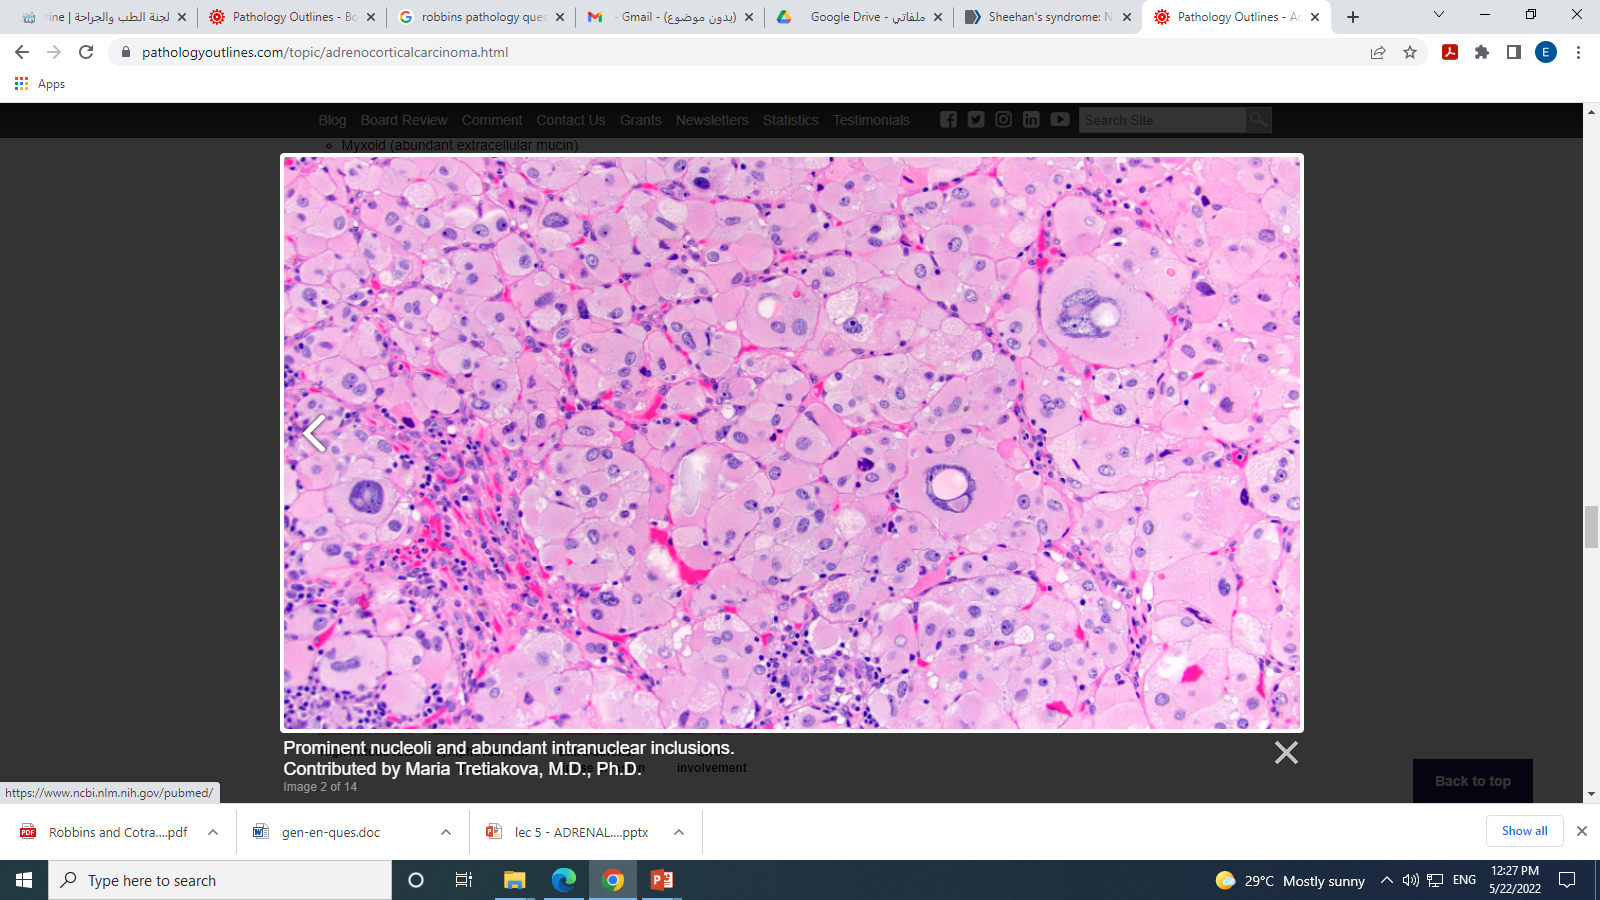 لجنة الطب والجراحة | rine
Pathology Outlines - Bo
robbins pathology ques
(بدون موضوع) - Gmail -
ملفاتي - Google Drive
Sheehan's syndrome: N
Pathology Outlines - Ac
pathologyoutlines.com/topic/adrenocorticalcarcinoma.html
E
Apps
Blog Board Review Comment Contact Us Grants Newsletters Statistics Testimonials
Search Site
Myxoid (abundant extracellular mucin)
Prominent nucleoli and abundant intranuclear inclusions.
Contributed by Maria Tretiakova, M.D., Ph.D.
involvement
Image 2 of 14
Back to top
https://www.ncbi.nlm.nih.gov/pubmed/
Robbins and Cotra....pdf
gen-en-ques.doc
lec 5 - ADRENAL....pptx
Show all
Type here to search
29°C Mostly sunny
ENG
12:27 PM
5/22/2022